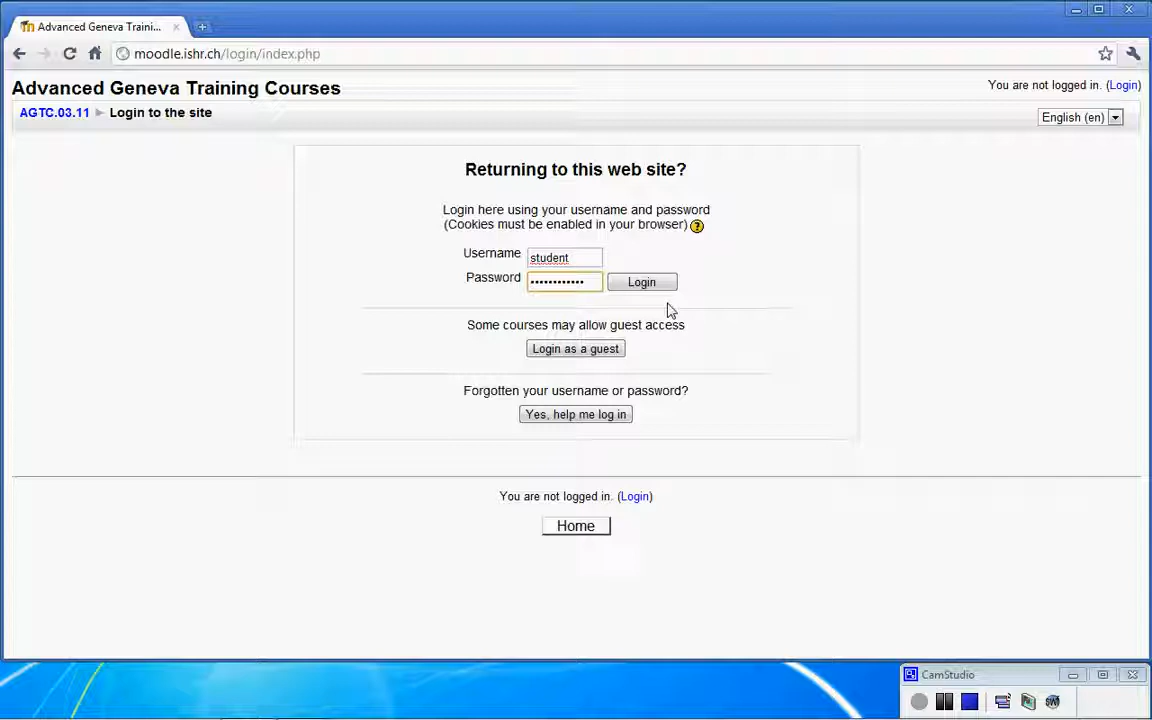 Advanced Geneva Traini...
moodle.ishr.ch/login/index.php
Advanced Geneva Training Courses
You are not logged in. (Login)
AGTC.03.11 ► Login to the site
English (en)
Returning to this web site?
Login here using your username and password
(Cookies must be enabled in your browser) ?
Username student
Password •••••••••••• Login
Some courses may allow guest access
Login as a guest
Forgotten your username or password?
Yes, help me log in
You are not logged in. (Login)
Home
CamStudio
SWF